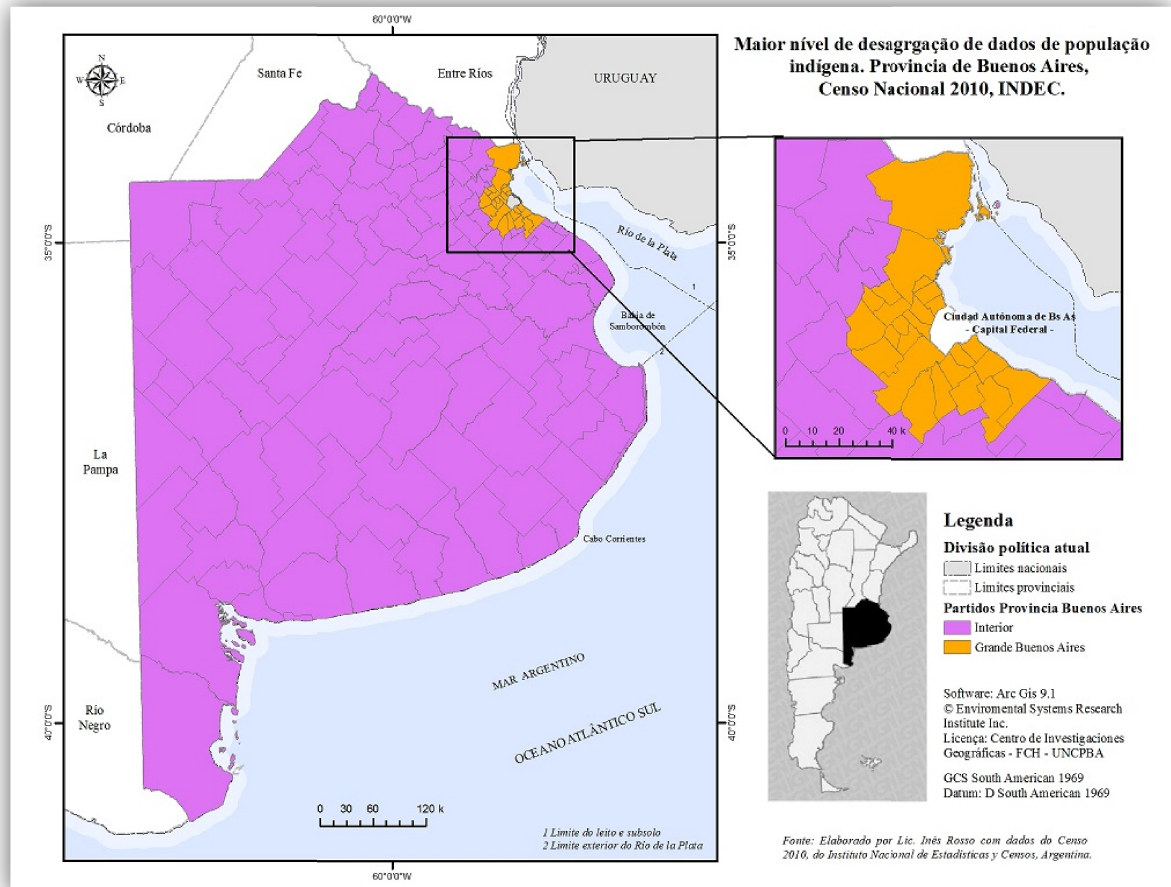 Maior nível de desagrgação de dados de população
indígena. Provincia de Buenos Aires,
Censo Nacional 2010, INDEC.
60°0'0"W
N
W E
S
Santa Fe
Entre Ríos
URUGUAY
Córdoba
35°0'0"S
35°0'0"S
Río de la Plata
1
Bahia de
Samborombón
2
La
Pampa
Cabo Corrientes
MAR ARGENTINO
OCEANO ATLÂNTICO SUL
Río
Negro
40°0'0"S
40°0'0"S
0 30 60 120 k
1 Limite do leito e subsolo
2 Limite exterior do Río de la Plata
60°0'0"W
Ciudad Autónoma de Bs As
- Capital Federal -
0 10 20 40 k
Legenda
Divisão política atual
Limites nacionais
Limites provinciais
Partidos Provincia Buenos Aires
Interior
Grande Buenos Aires
Software: Arc Gis 9.1
© Enviromental Systems Research
Institute Inc.
Licença: Centro de Investigaciones
Geográficas - FCH - UNCPBA
GCS South American 1969
Datum: D South American 1969
Fonte: Elaborado por Lic. Inés Rosso com dados do Censo
2010, do Instituto Nacional de Estadísticas y Censos, Argentina.